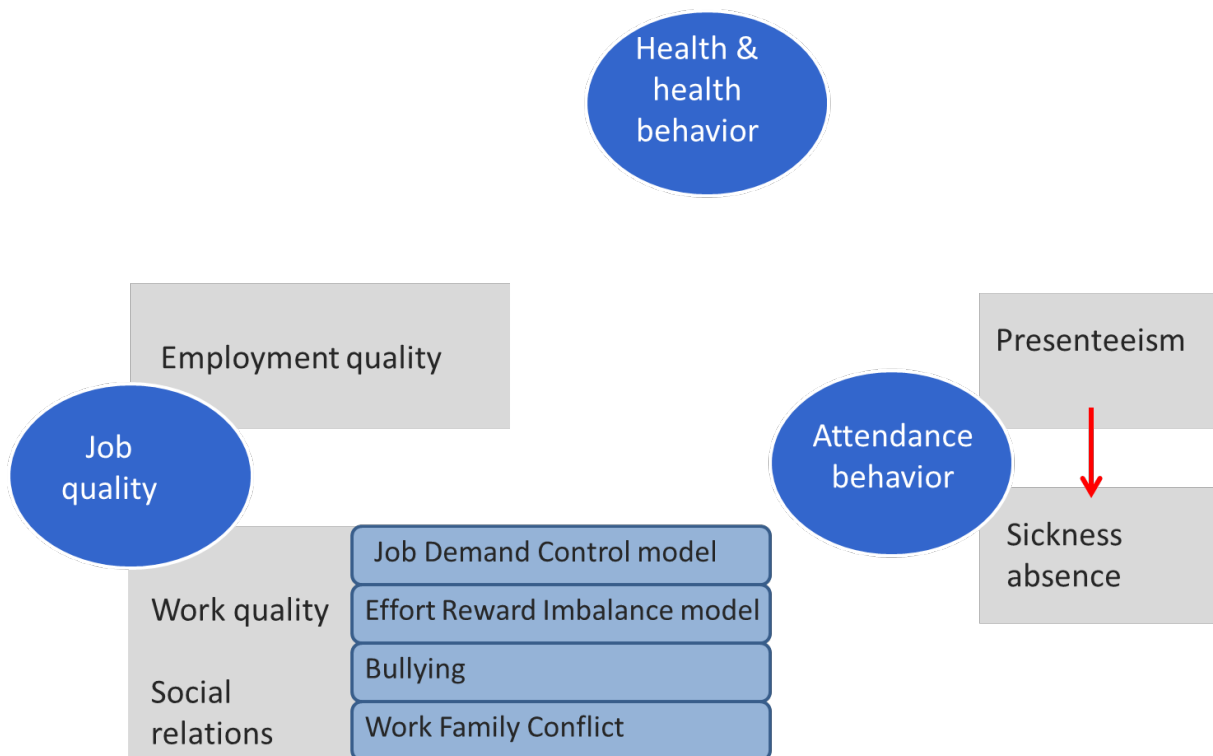 Health &
health
behavior
Employment quality
Presenteeism
Job
quality
Attendance
behavior
Job Demand Control model
Work quality
Effort Reward Imbalance model
Sickness
absence
Bullying
Social
relations
Work Family Conflict